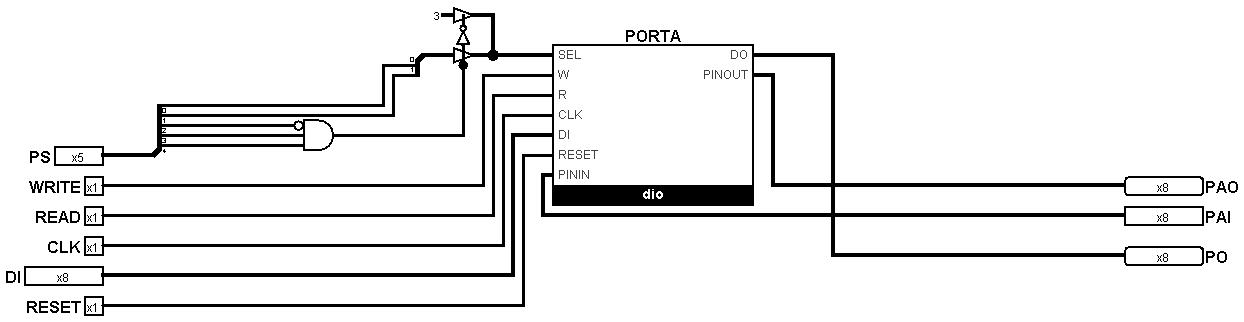 3
PORTA
0
1
SEL
DO
W
PINOUT
R
0
1
2
3
4
CLK
DI
PS x5
RESET
PININ
WRITE x1
dio
x8 PAO
READ x1
x8 PAI
CLK x1
x8 PO
DI x8
RESET x1